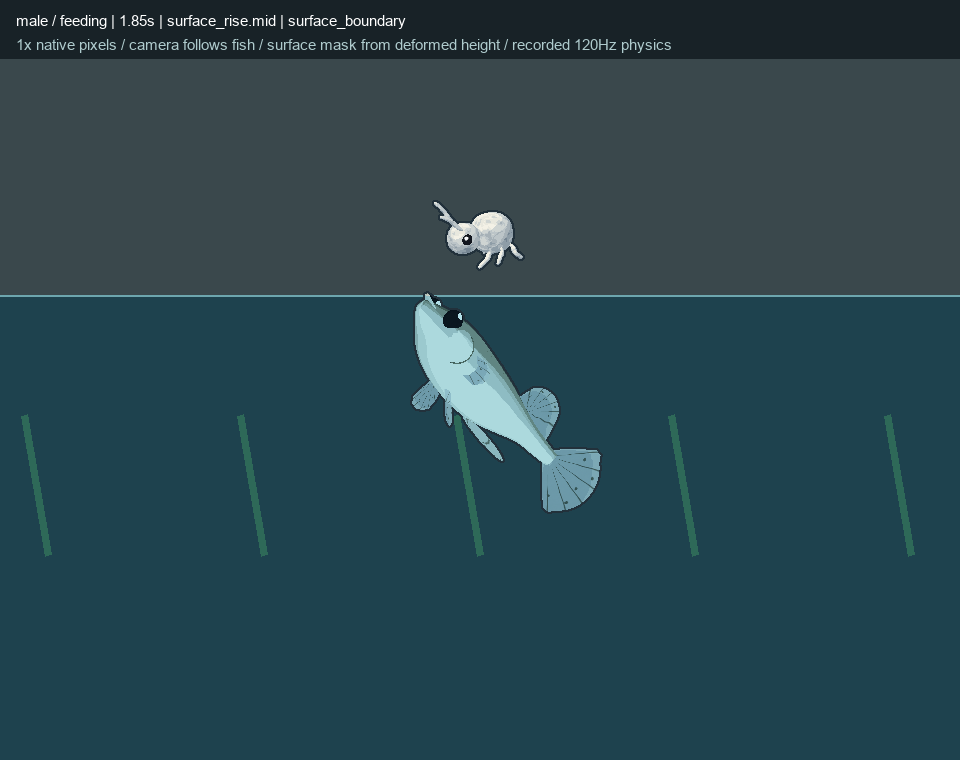 male / feeding | 1.85s | surface_rise.mid | surface_boundary
1x native pixels / camera follows fish / surface mask from deformed height / recorded 120Hz physics